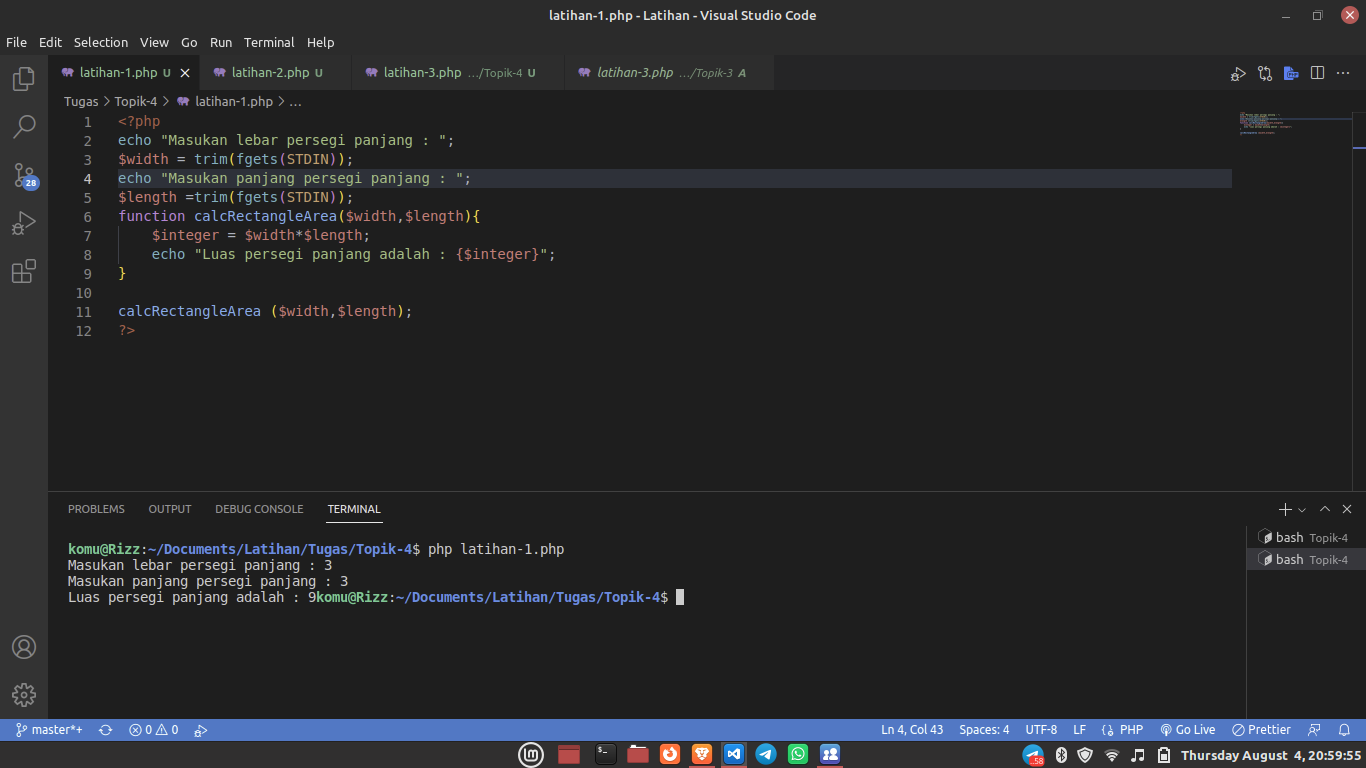 latihan-1.php - Latihan - Visual Studio Code
File Edit Selection View Go Run Terminal Help
latihan-1.php U latihan-2.php U latihan-3.php .../Topik-4 U latihan-3.php .../Topik-3 A
Tugas > Topik-4 > latihan-1.php > ...
1 <?php
2 echo "Masukan lebar persegi panjang : ";
3 $width = trim(fgets(STDIN));
4 echo "Masukan panjang persegi panjang : ";
5 $length =trim(fgets(STDIN));
6 function calcRectangleArea($width,$length){
7     $integer = $width*$length;
8     echo "Luas persegi panjang adalah : {$integer}";
9 }
10
11 calcRectangleArea ($width,$length);
12 ?>
28
PROBLEMS OUTPUT DEBUG CONSOLE TERMINAL
komu@Rizz:~/Documents/Latihan/Tugas/Topik-4$ php latihan-1.php
Masukan lebar persegi panjang : 3
Masukan panjang persegi panjang : 3
Luas persegi panjang adalah : 9komu@Rizz:~/Documents/Latihan/Tugas/Topik-4$
bash Topik-4
bash Topik-4
master*+ 0 0 Ln 4, Col 43 Spaces: 4 UTF-8 LF PHP Go Live Prettier
58 Thursday August 4, 20:59:55